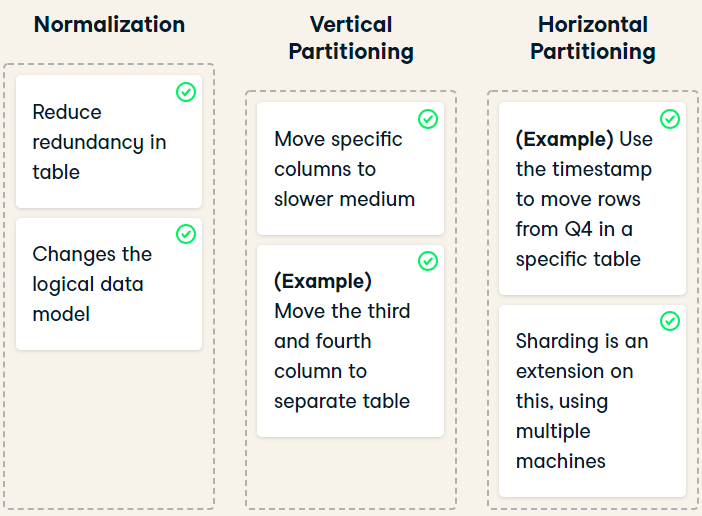 Normalization
Reduce
redundancy in
table
Changes the
logical data
model
Vertical
Partitioning
Move specific
columns to
slower medium
(Example)
Move the third
and fourth
column to
separate table
Horizontal
Partitioning
(Example) Use
the timestamp
to move rows
from Q4 in a
specific table
Sharding is an
extension on
this, using
multiple
machines